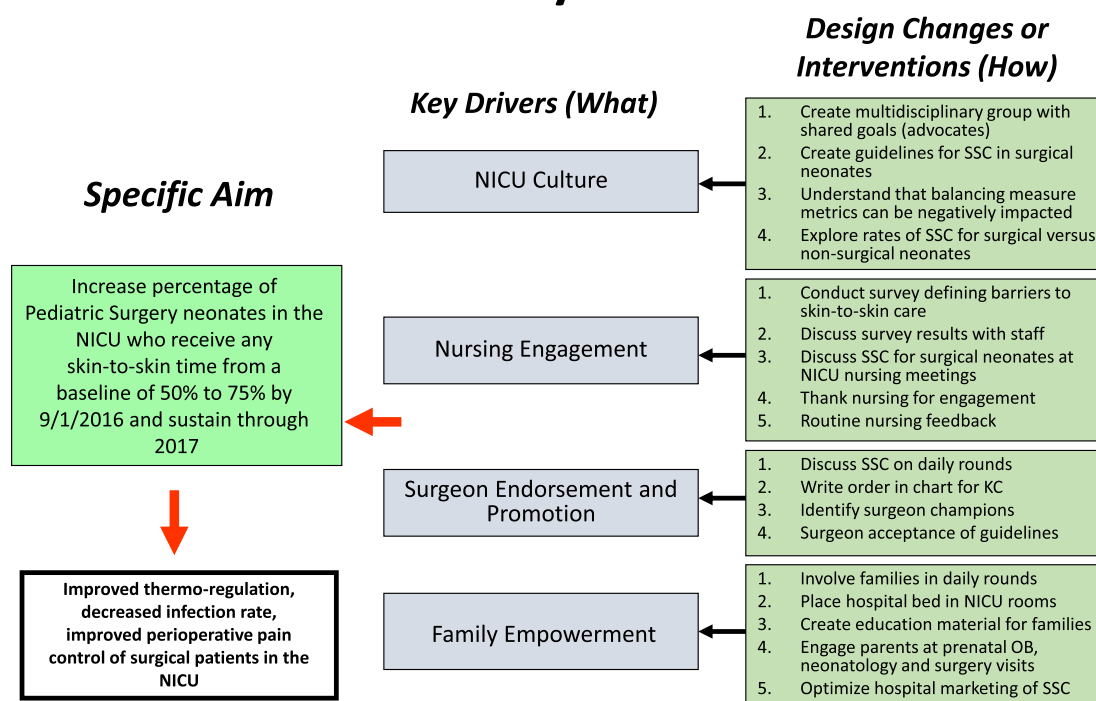 Design Changes or
Interventions (How)
Key Drivers (What)
Specific Aim
Increase percentage of
Pediatric Surgery neonates in the
NICU who receive any
skin-to-skin time from a
baseline of 50% to 75% by
9/1/2016 and sustain through
2017
Improved thermo-regulation,
decreased infection rate,
improved perioperative pain
control of surgical patients in the
NICU
NICU Culture
1. Create multidisciplinary group with
shared goals (advocates)
2. Create guidelines for SSC in surgical
neonates
3. Understand that balancing measure
metrics can be negatively impacted
4. Explore rates of SSC for surgical versus
non-surgical neonates
Nursing Engagement
1. Conduct survey defining barriers to
skin-to-skin care
2. Discuss survey results with staff
3. Discuss SSC for surgical neonates at
NICU nursing meetings
4. Thank nursing for engagement
5. Routine nursing feedback
Surgeon Endorsement and
Promotion
1. Discuss SSC on daily rounds
2. Write order in chart for KC
3. Identify surgeon champions
4. Surgeon acceptance of guidelines
Family Empowerment
1. Involve families in daily rounds
2. Place hospital bed in NICU rooms
3. Create education material for families
4. Engage parents at prenatal OB,
neonatology and surgery visits
5. Optimize hospital marketing of SSC